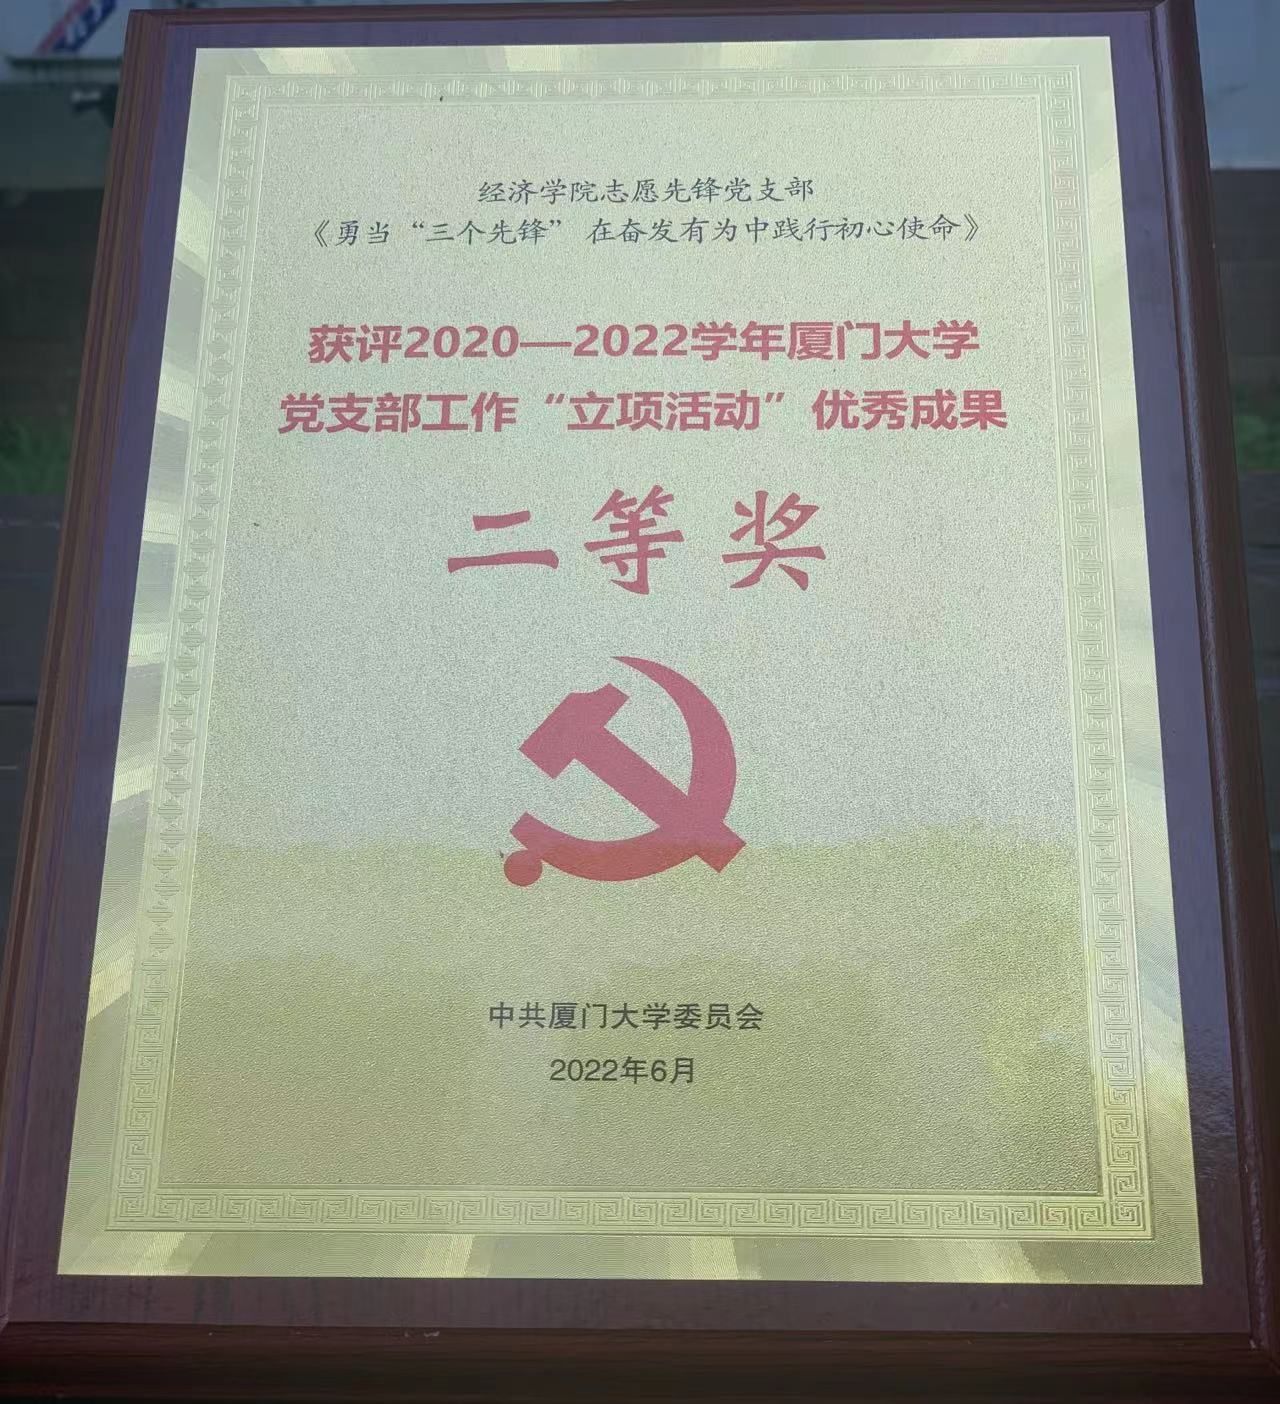 经济学院志愿先锋党支部
《勇当“三个先锋” 在奋发有为中践行初心使命》
获评2020—2022学年厦门大学
党支部工作“立项活动”优秀成果
二等奖
中共厦门大学委员会
2022年6月